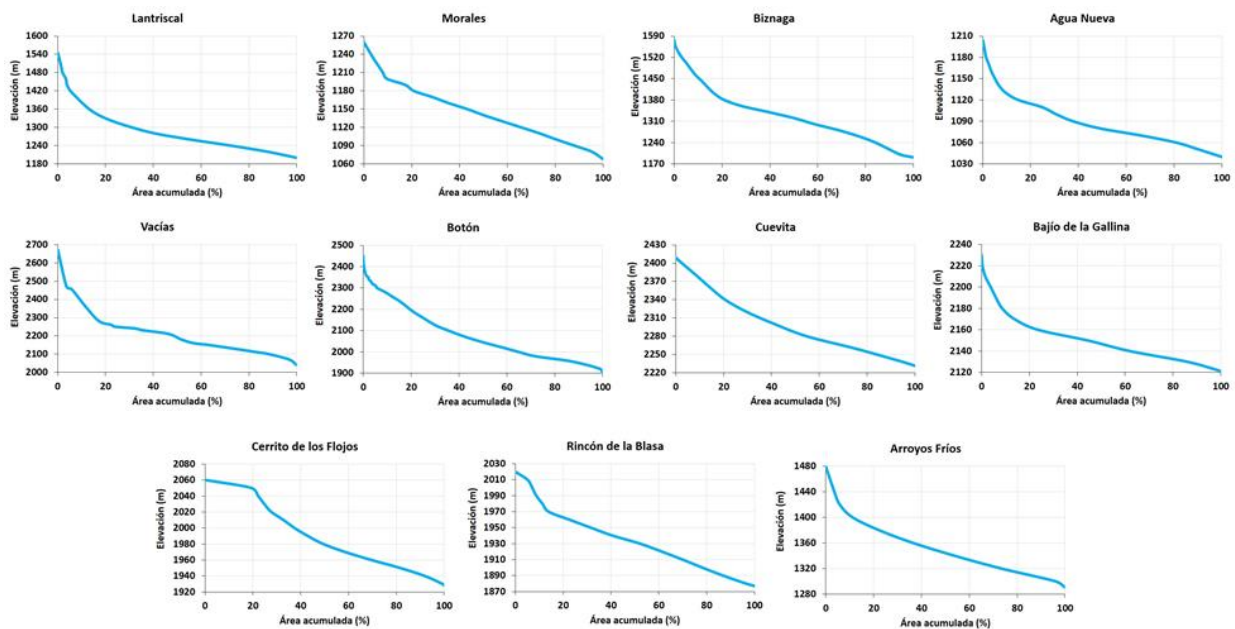 Lantriscal
Elevación (m)
1600
1540
1480
1420
1360
1300
1240
1180
0 20 40 60 80 100
Área acumulada (%)
Morales
Elevación (m)
1270
1240
1210
1180
1150
1120
1090
1060
0 20 40 60 80 100
Área acumulada (%)
Biznaga
Elevación (m)
1590
1520
1450
1380
1310
1240
1170
0 20 40 60 80 100
Área acumulada (%)
Agua Nueva
Elevación (m)
1210
1180
1150
1120
1090
1060
1030
0 20 40 60 80 100
Área acumulada (%)
Vacías
Elevación (m)
2700
2600
2500
2400
2300
2200
2100
2000
0 20 40 60 80 100
Área acumulada (%)
Botón
Elevación (m)
2500
2400
2300
2200
2100
2000
1900
0 20 40 60 80 100
Área acumulada (%)
Cuevita
Elevación (m)
2430
2400
2370
2340
2310
2280
2250
2220
0 20 40 60 80 100
Área acumulada (%)
Bajío de la Gallina
Elevación (m)
2240
2220
2200
2180
2160
2140
2120
0 20 40 60 80 100
Área acumulada (%)
Cerrito de los Flojos
Elevación (m)
2080
2060
2040
2020
2000
1980
1960
1940
1920
0 20 40 60 80 100
Área acumulada (%)
Rincón de la Blasa
Elevación (m)
2030
2010
1990
1970
1950
1930
1910
1890
1870
0 20 40 60 80 100
Área acumulada (%)
Arroyos Fríos
Elevación (m)
1480
1440
1400
1360
1320
1280
0 20 40 60 80 100
Área acumulada (%)